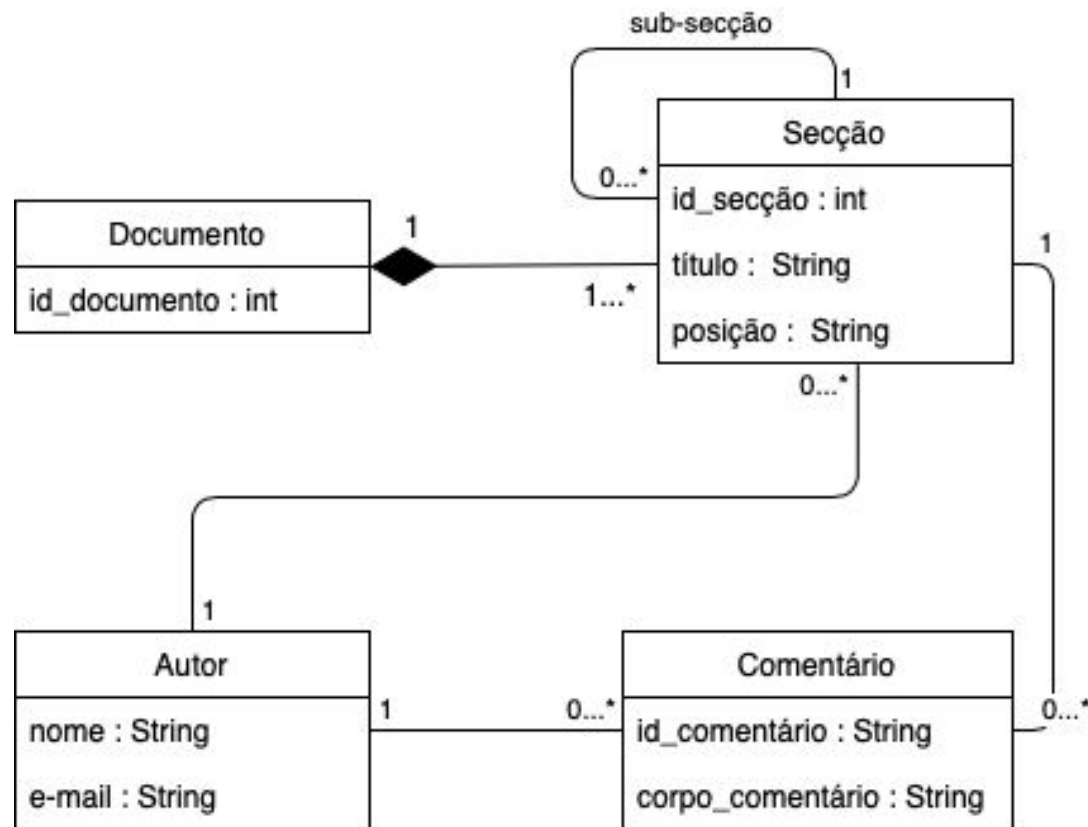 sub-secção
1
Secção
0...*
id_secção : int
título :  String
posição :  String
Documento
id_documento : int
1
1...*
1
0...*
1
Autor
nome : String
e-mail : String
1
0...*
Comentário
id_comentário : String
corpo_comentário : String
0...*